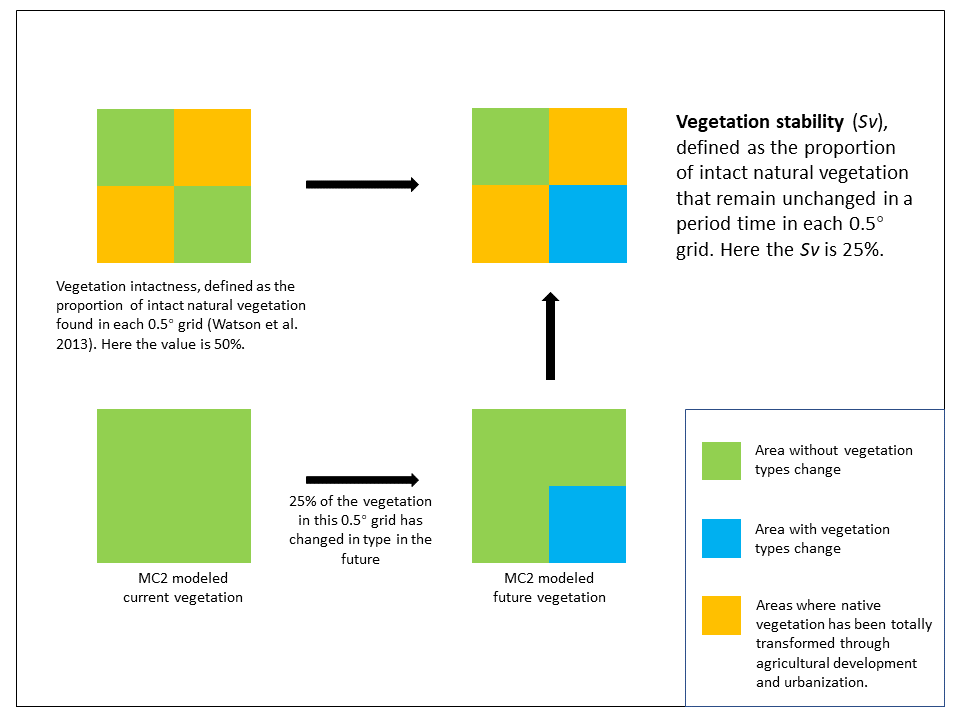 Vegetation stability (Sv),
defined as the proportion
of intact natural vegetation
that remain unchanged in a
period time in each 0.5°
grid. Here the Sv is 25%.
Vegetation intactness, defined as the
proportion of intact natural vegetation
found in each 0.5° grid (Watson et al.
2013). Here the value is 50%.
25% of the vegetation
in this 0.5° grid has
changed in type in the
future
MC2 modeled
current vegetation
MC2 modeled
future vegetation
Area without vegetation
types change
Area with vegetation
types change
Areas where native
vegetation has been totally
transformed through
agricultural development
and urbanization.